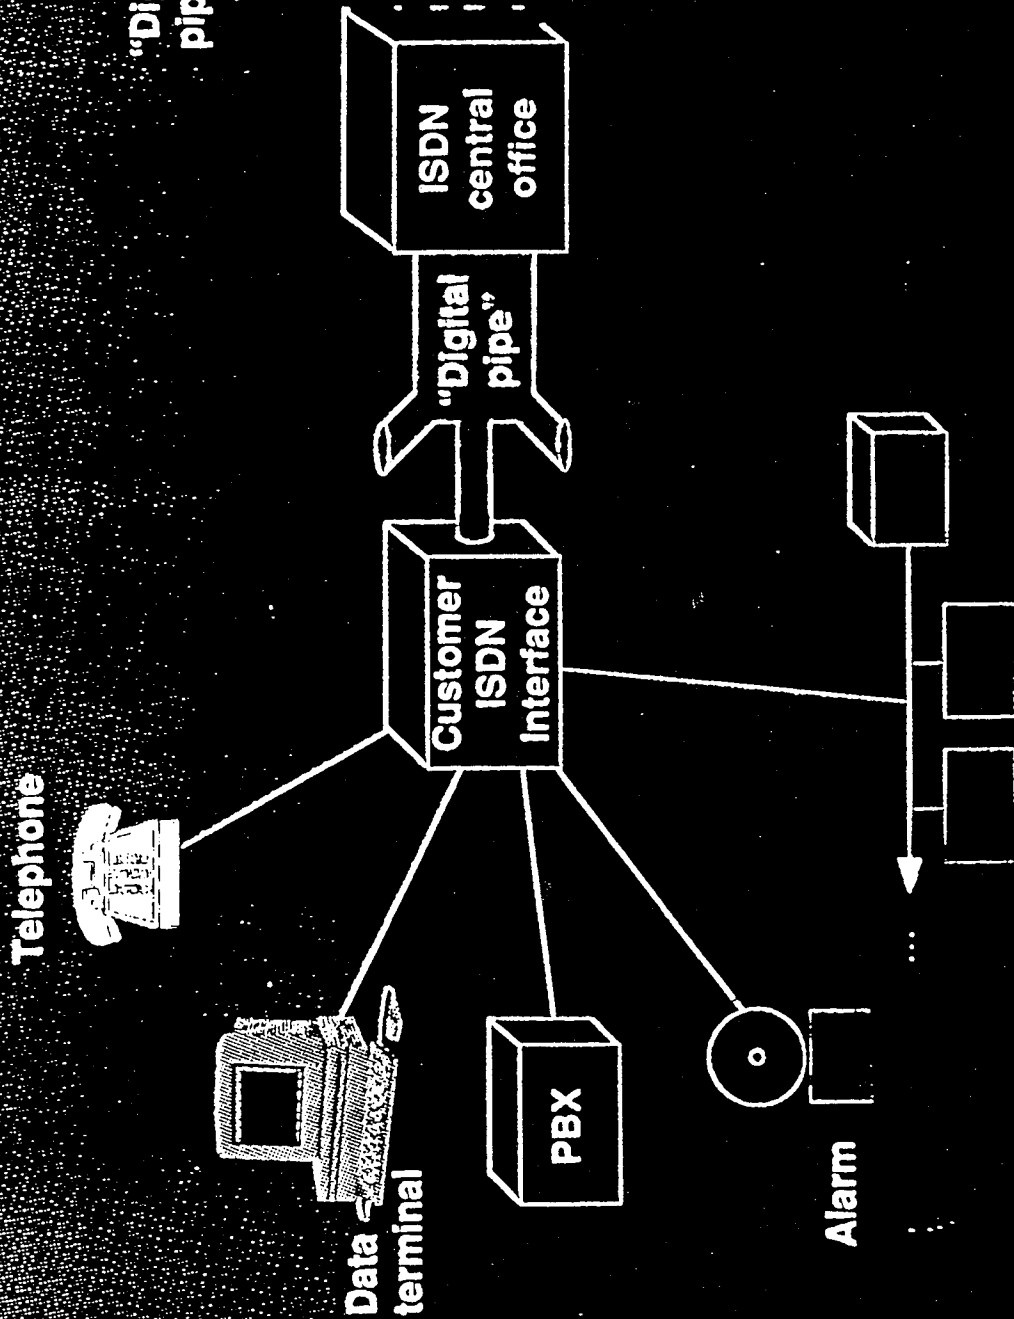 Telephone
Data
terminal
PBX
Alarm
Customer
ISDN
Interface
"Digital
pipe"
ISDN
central
office